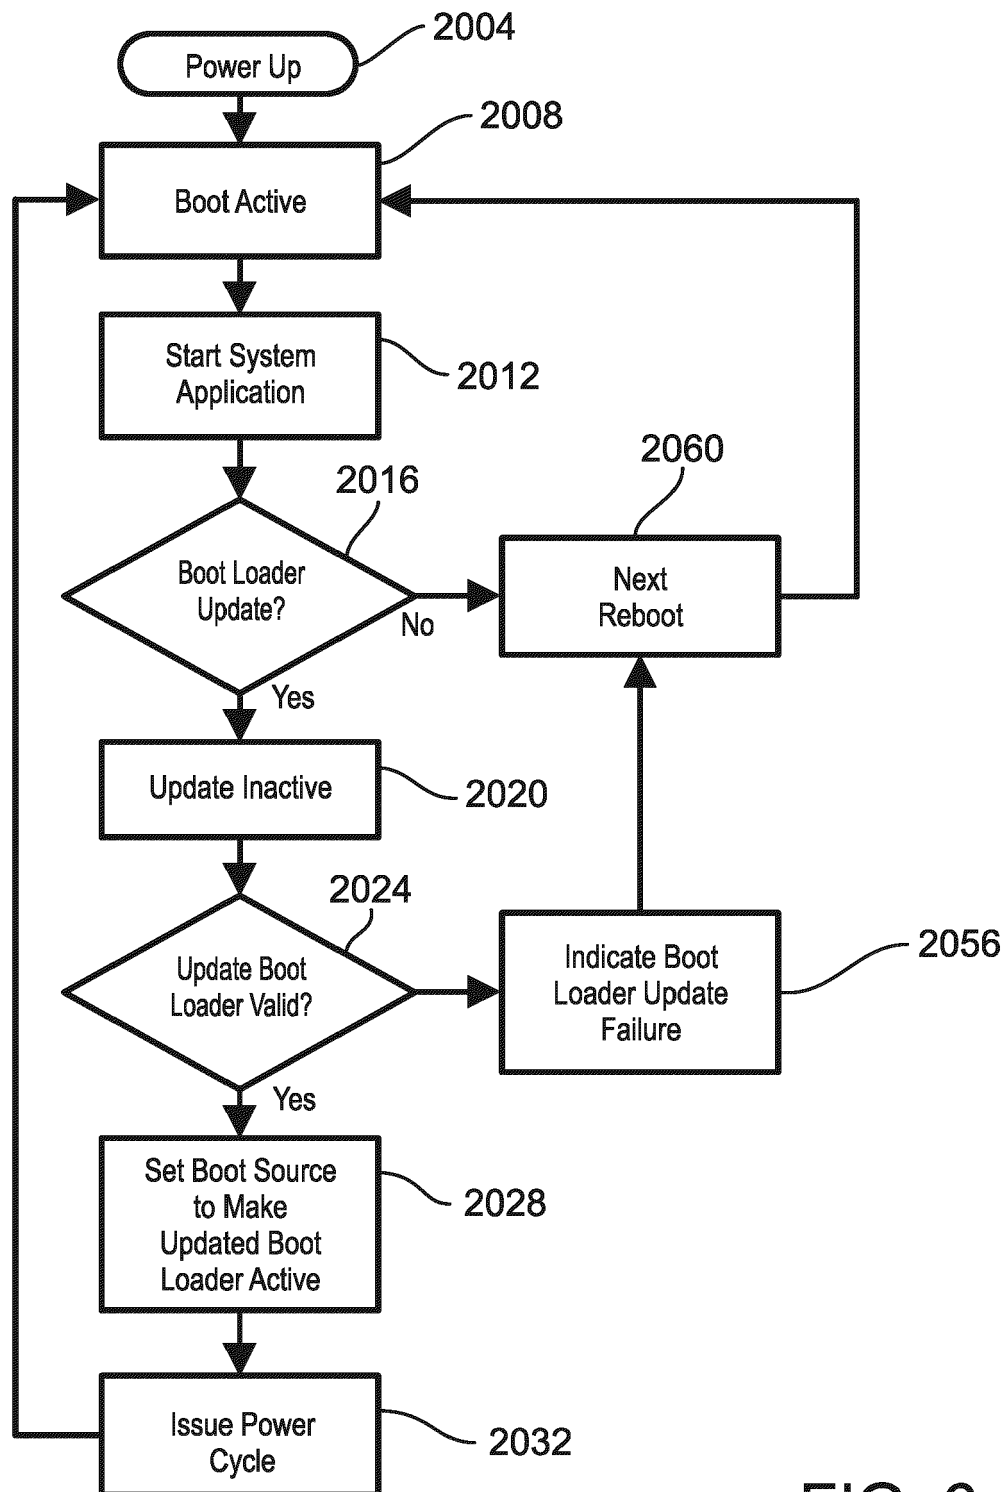 2004
Power Up
2008
Boot Active
Start System
Application
2012
2016
2060
Boot Loader
Update?
No
Next
Reboot
Yes
Update Inactive
2020
2024
Update Boot
Loader Valid?
Indicate Boot
Loader Update
Failure
2056
Yes
Set Boot Source
to Make
Updated Boot
Loader Active
2028
Issue Power
Cycle
2032